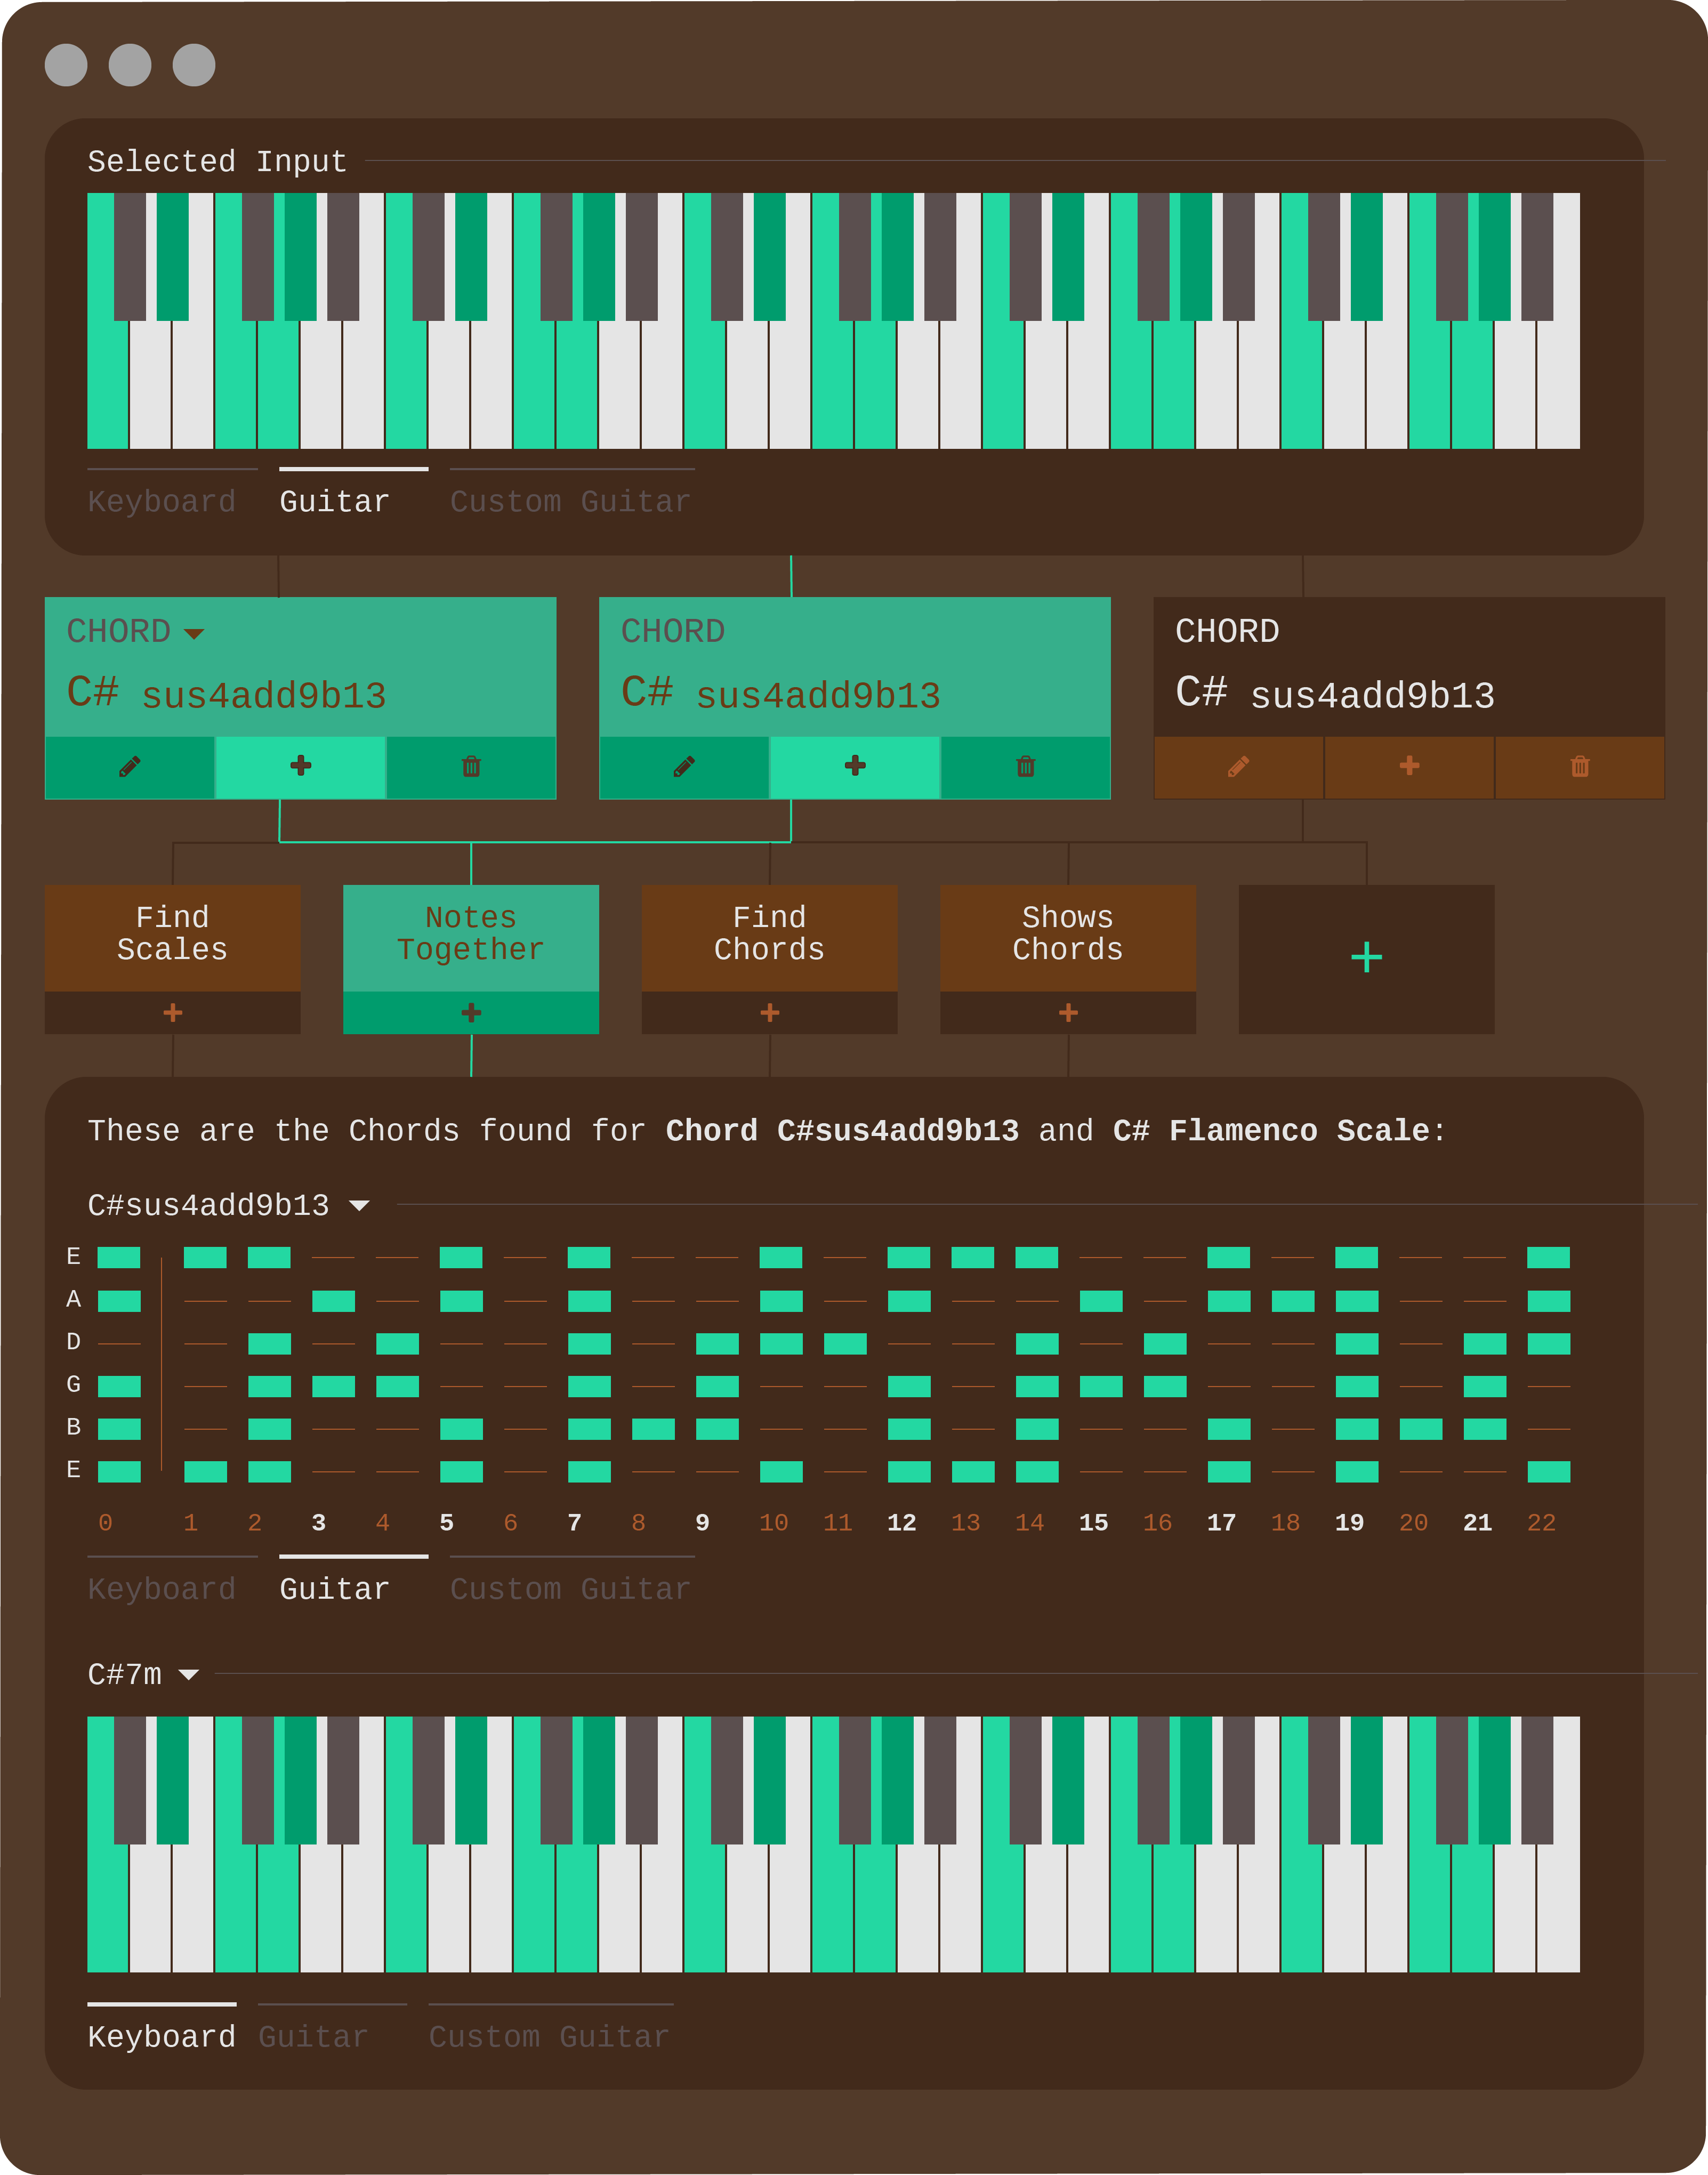 Selected Input
Keyboard Guitar Custom Guitar
CHORD CHORD CHORD
C# sus4add9b13 C# sus4add9b13 C# sus4add9b13
Find Notes Find Shows
Scales Together Chords Chords
These are the Chords found for Chord C#sus4add9b13 and C# Flamenco Scale:
C#sus4add9b13
E
A
D
G
B
E
0 1 2 3 4 5 6 7 8 9 10 11 12 13 14 15 16 17 18 19 20 21 22
Keyboard Guitar Custom Guitar
C#7m
Keyboard Guitar Custom Guitar